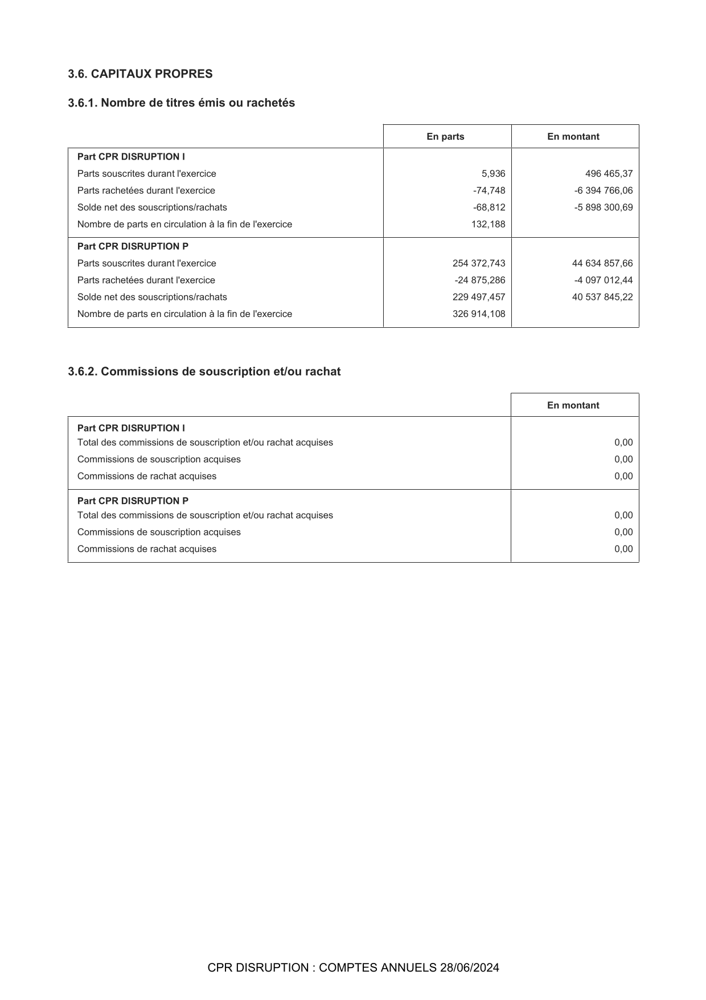 3.6. CAPITAUX PROPRES
3.6.1. Nombre de titres émis ou rachetés
En parts En montant
Part CPR DISRUPTION I
Parts souscrites durant l'exercice 5,936 496 465,37
Parts rachetées durant l'exercice -74,748 -6 394 766,06
Solde net des souscriptions/rachats -68,812 -5 898 300,69
Nombre de parts en circulation à la fin de l'exercice 132,188
Part CPR DISRUPTION P
Parts souscrites durant l'exercice 254 372,743 44 634 857,66
Parts rachetées durant l'exercice -24 875,286 -4 097 012,44
Solde net des souscriptions/rachats 229 497,457 40 537 845,22
Nombre de parts en circulation à la fin de l'exercice 326 914,108
3.6.2. Commissions de souscription et/ou rachat
En montant
Part CPR DISRUPTION I
Total des commissions de souscription et/ou rachat acquises 0,00
Commissions de souscription acquises 0,00
Commissions de rachat acquises 0,00
Part CPR DISRUPTION P
Total des commissions de souscription et/ou rachat acquises 0,00
Commissions de souscription acquises 0,00
Commissions de rachat acquises 0,00
CPR DISRUPTION : COMPTES ANNUELS 28/06/2024